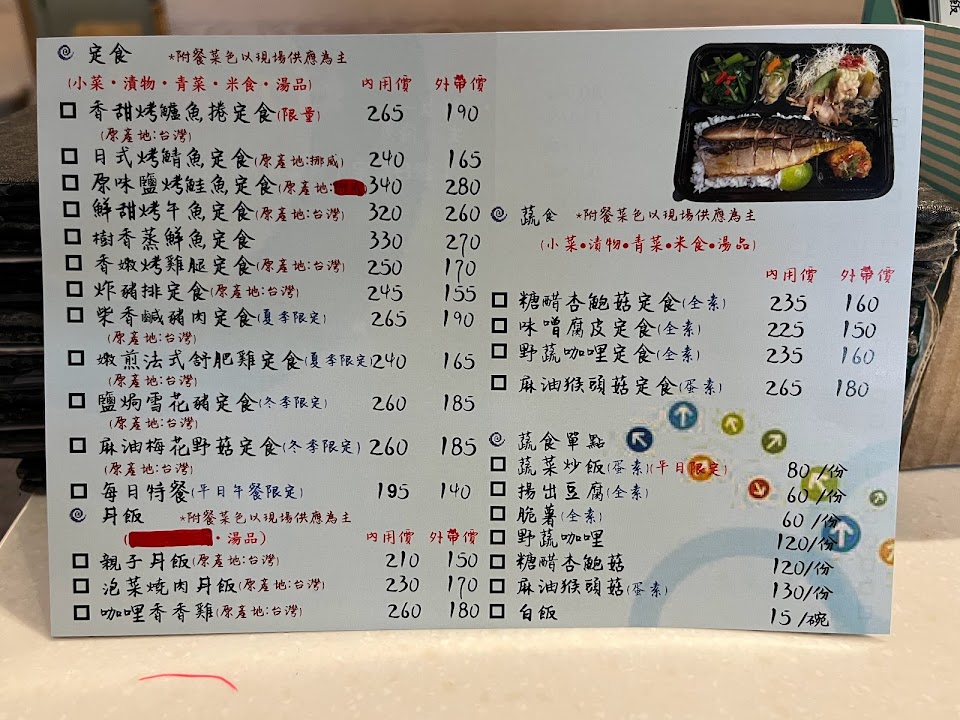 定食 *附餐菜色以現場供應為主
(小菜・漬物・青菜・米食・湯品) 內用價 外帶價
香甜烤鱸魚捲定食(限量) 265 190
(原產地:台灣)
日式烤鯖魚定食(原產地:挪威) 240 165
原味鹽烤鮭魚定食(原產地: 340 280
鮮甜烤午魚定食(原產地:台灣) 320 260
樹香蒸鮮魚定食 330 270
香嫩烤雞腿定食(原產地:台灣) 250 170
炸豬排定食(原產地:台灣) 245 155
柴香鹹豬肉定食(夏季限定) 265 190
(原產地:台灣)
嫩煎法式舒肥雞定食(夏季限定) 240 165
(原產地:台灣)
鹽焗雪花豬定食(冬季限定) 260 185
(原產地:台灣)
麻油梅花野菇定食(冬季限定) 260 185
(原產地:台灣)
每日特餐(平日午餐限定) 195 140
丼飯 *附餐菜色以現場供應為主
( ・湯品) 內用價 外帶價
親子丼飯(原產地:台灣) 210 150
泡菜燒肉丼飯(原產地:台灣) 230 170
咖哩香香雞(原產地:台灣) 260 180
蔬食 *附餐菜色以現場供應為主
(小菜•漬物•青菜•米食•湯品)
內用價 外帶價
糖醋杏鮑菇定食(全素) 235 160
味噌腐皮定食(全素) 225 150
野蔬咖哩定食(全素) 235 160
麻油猴頭菇定食(蛋素) 265 180
蔬食單點
蔬菜炒飯(蛋素)(平日限定) 80/份
揚出豆腐(全素) 60/份
脆薯(全素) 60/份
野蔬咖哩 120/份
糖醋杏鮑菇 120/份
麻油猴頭菇(蛋素) 130/份
白飯 15/碗